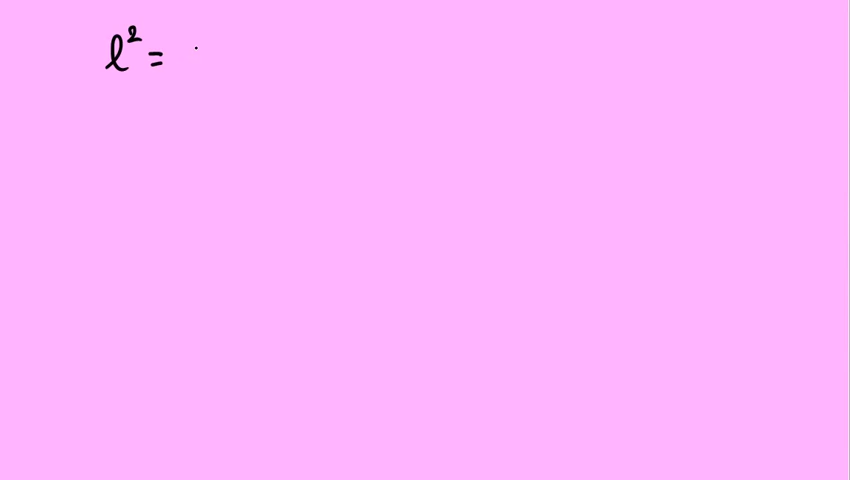 ℓ² =